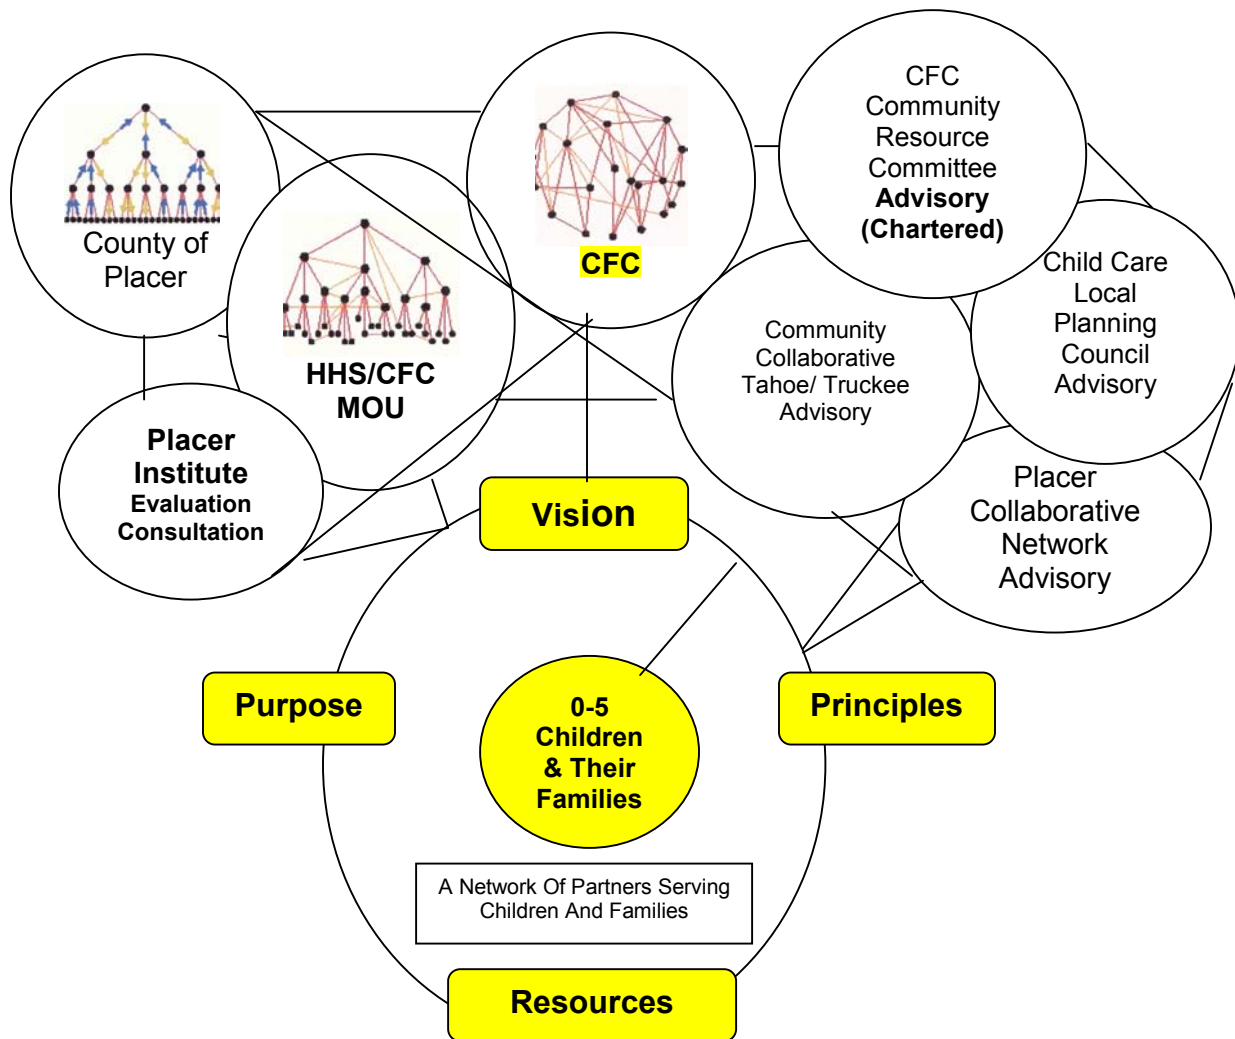 County of
Placer
HHS/CFC
MOU
CFC
CFC
Community
Resource
Committee
Advisory
(Chartered)
Child Care
Local
Planning
Council
Advisory
Community
Collaborative
Tahoe/ Truckee
Advisory
Placer
Institute
Evaluation
Consultation
Placer
Collaborative
Network
Advisory
Vision
Purpose
Principles
0-5
Children
& Their
Families
A Network Of Partners Serving
Children And Families
Resources